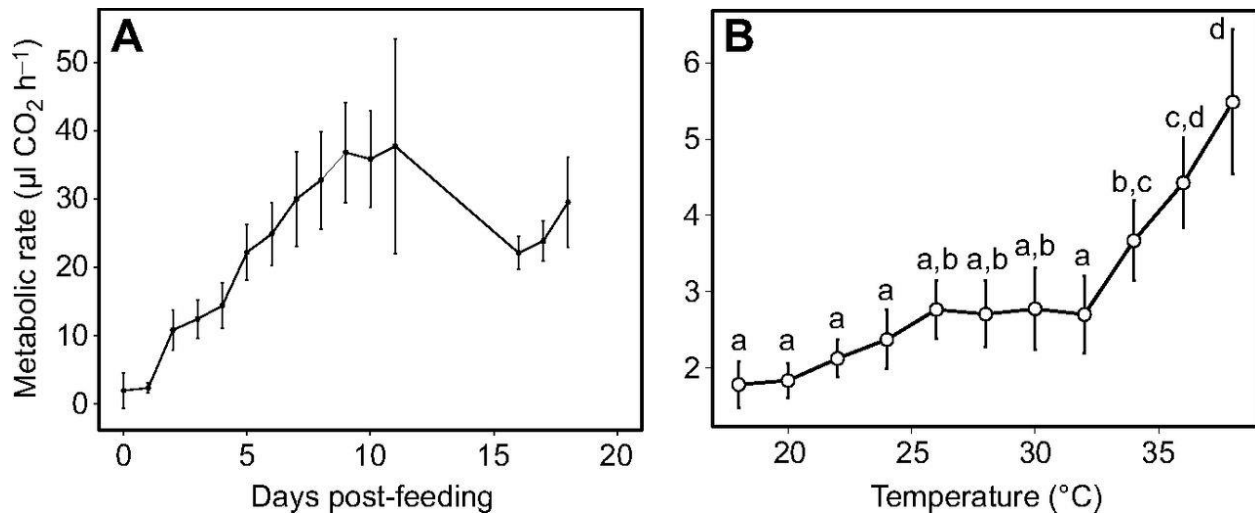 A
Metabolic rate (µl CO₂ h⁻¹)
50
40
30
20
10
0
0 5 10 15 20
Days post-feeding
B
6
5
4
3
2
a a a a a,b a,b a,b a b,c c,d d
20 25 30 35
Temperature (°C)